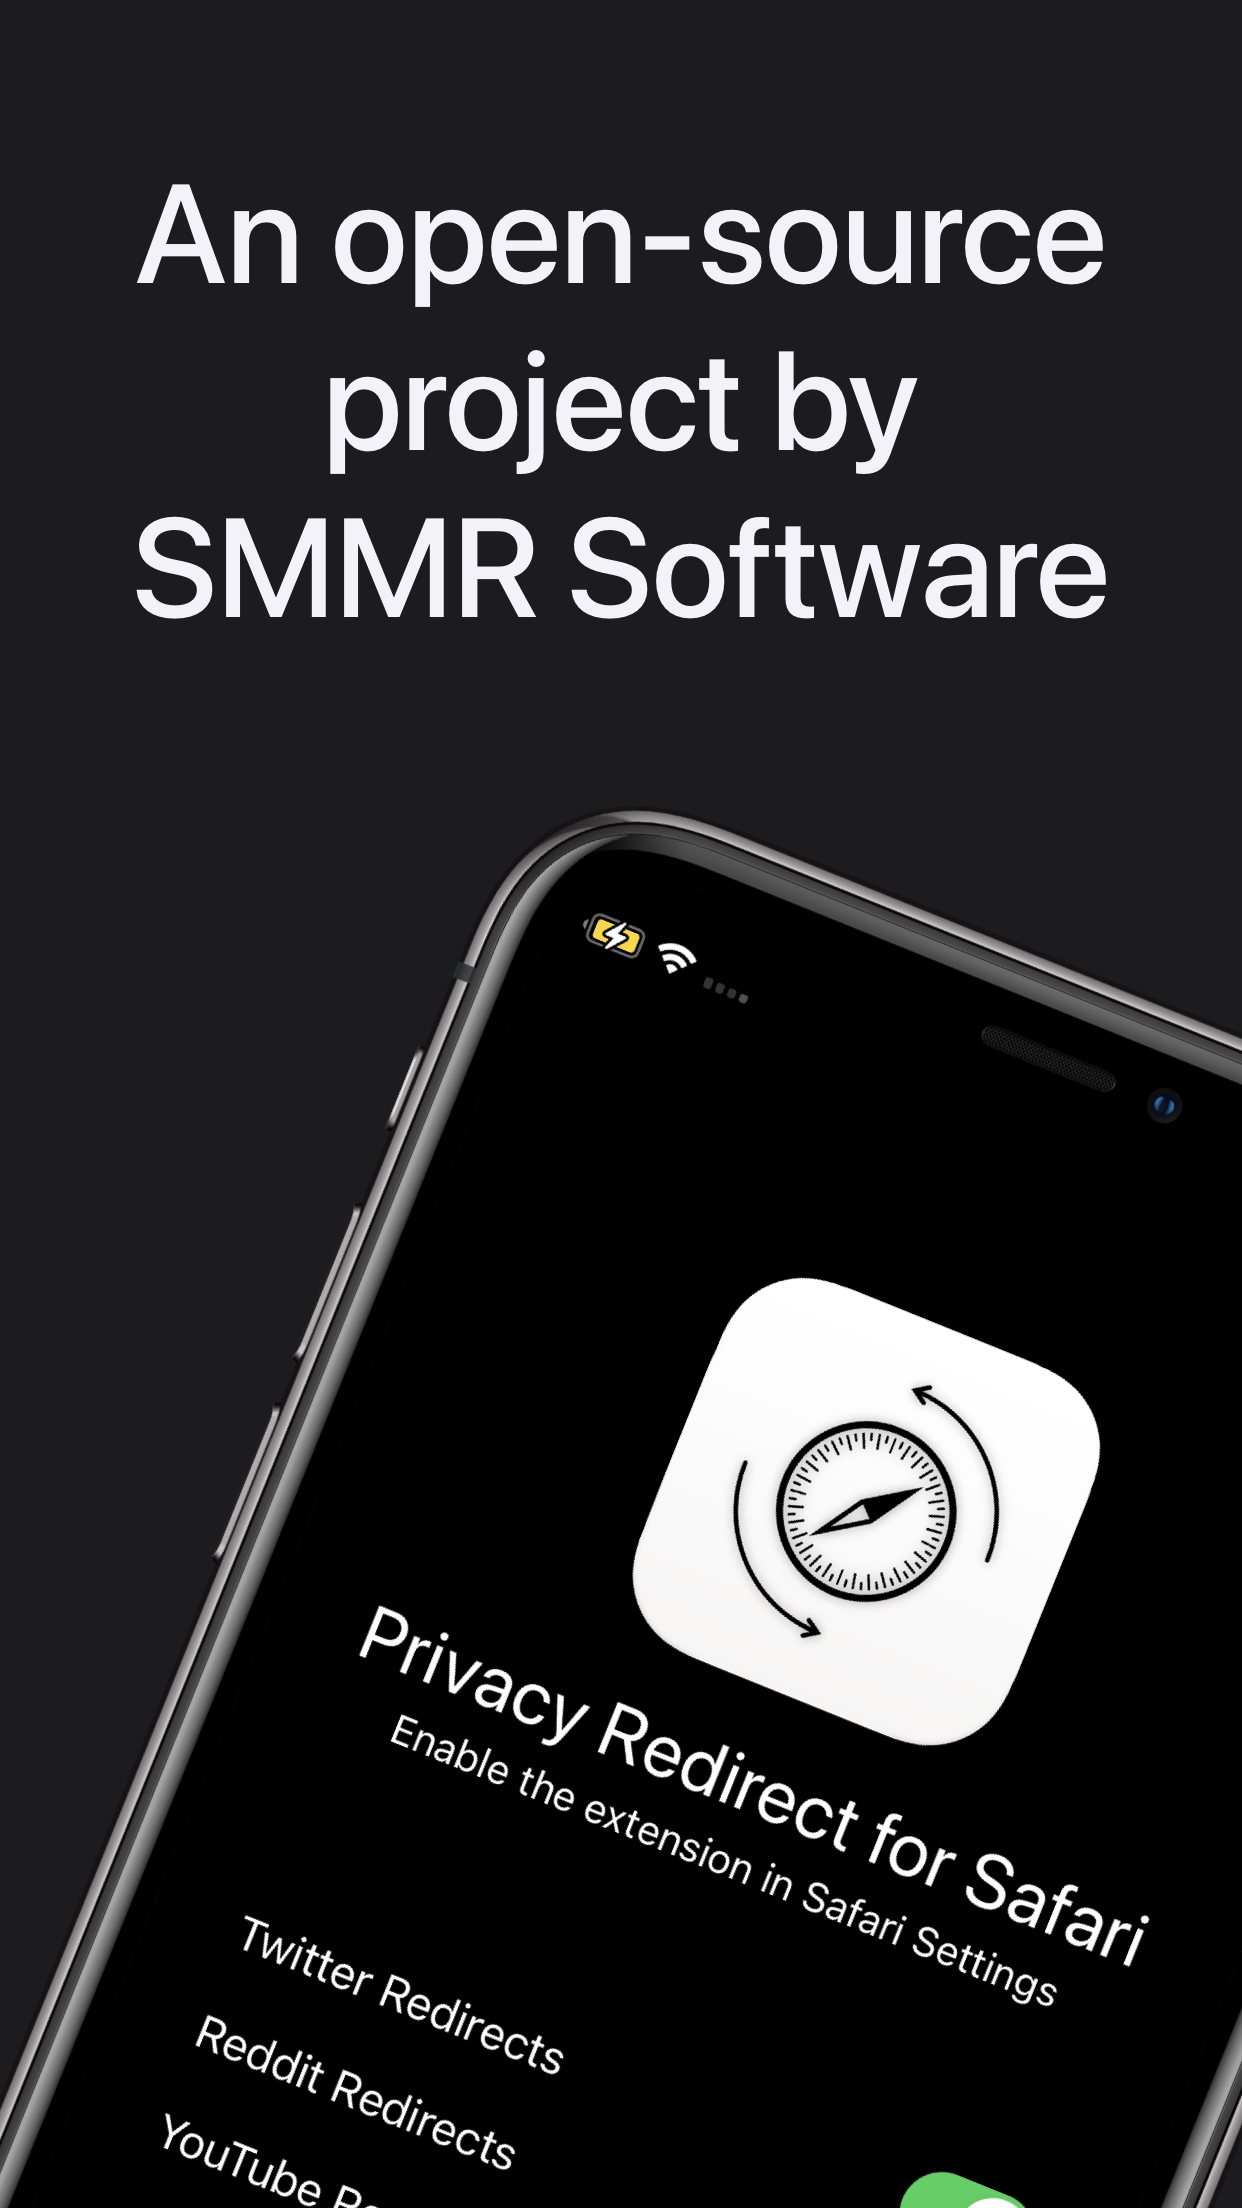 An open-source
project by
SMMR Software
Privacy Redirect for Safari
Enable the extension in Safari Settings
Twitter Redirects
Reddit Redirects
YouTube